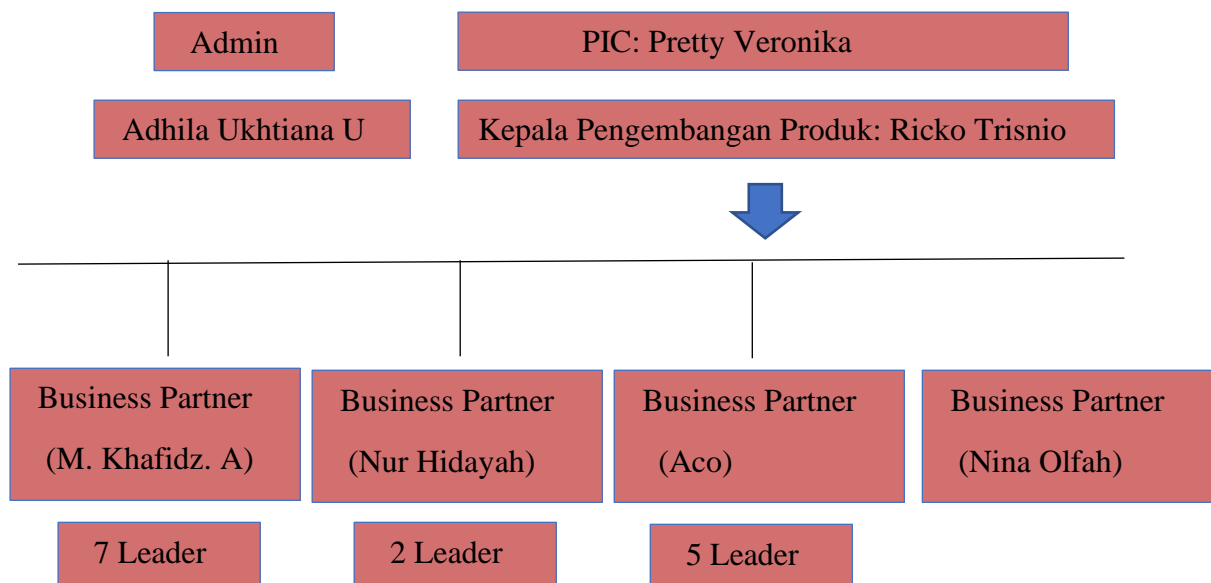 Admin
PIC: Pretty Veronika
Adhila Ukhtiana U
Kepala Pengembangan Produk: Ricko Trisnio
Business Partner
(M. Khafidz. A)
Business Partner
(Nur Hidayah)
Business Partner
(Aco)
Business Partner
(Nina Olfah)
7 Leader
2 Leader
5 Leader